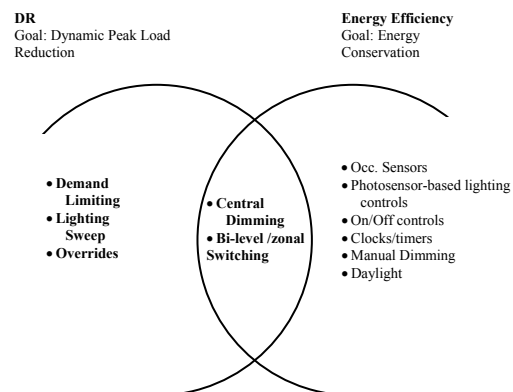 DR
Goal: Dynamic Peak Load
Reduction
Energy Efficiency
Goal: Energy
Conservation
• Demand
Limiting
• Lighting
Sweep
• Overrides
• Central
Dimming
• Bi-level /zonal
Switching
• Occ. Sensors
• Photosensor-based lighting
controls
• On/Off controls
• Clocks/timers
• Manual Dimming
• Daylight